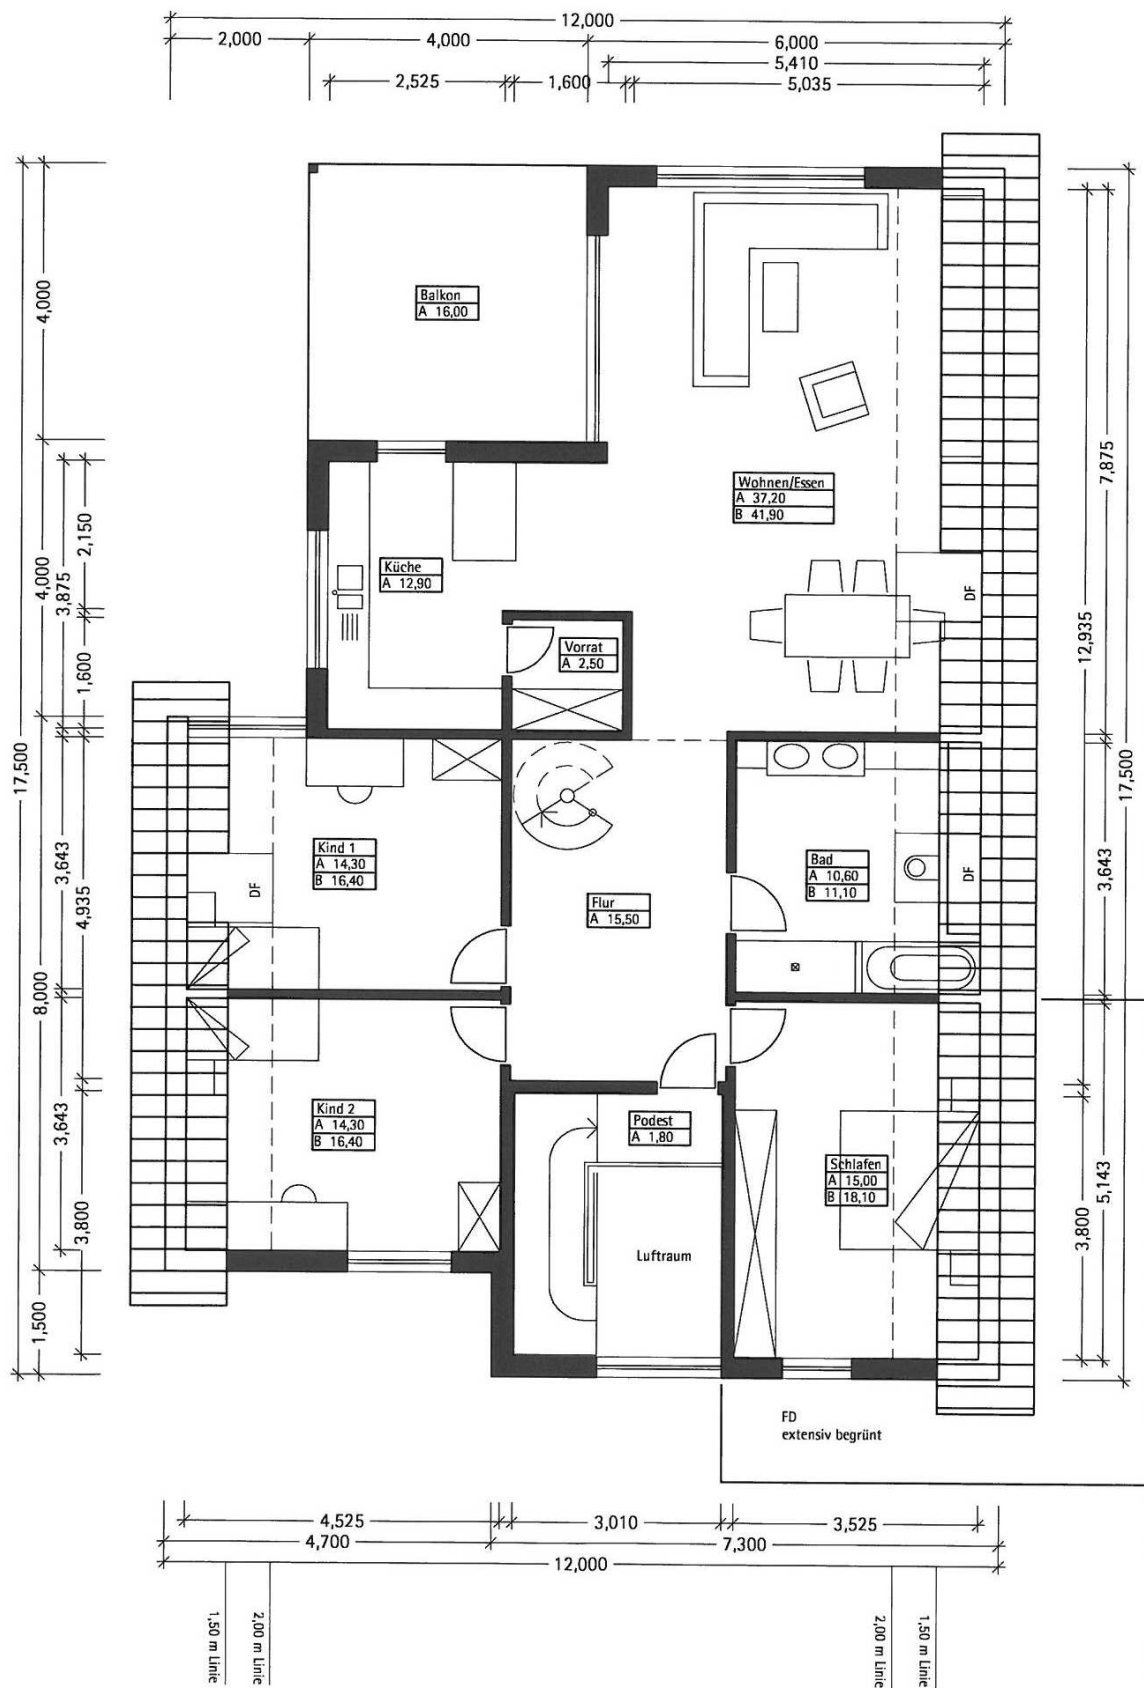 12,000
2,000
4,000
6,000
5,410
2,525
1,600
5,035
17,500
4,000
4,000
8,000
1,500
3,875
3,643
3,643
2,150
1,600
4,935
3,800
Balkon
A 16,00
Wohnen/Essen
A 37,20
B 41,90
Küche
A 12,90
DF
Vorrat
A 2,50
Kind 1
A 14,30
B 16,40
DF
Flur
A 15,50
Bad
A 10,60
B 11,10
DF
Kind 2
A 14,30
B 16,40
Podest
A 1,80
Schlafen
A 15,00
B 18,10
Luftraum
FD
extensiv begrünt
12,935
3,800
7,875
3,643
5,143
17,500
4,525
3,010
3,525
4,700
7,300
12,000
1,50 m Linie
2,00 m Linie
2,00 m Linie
1,50 m Linie